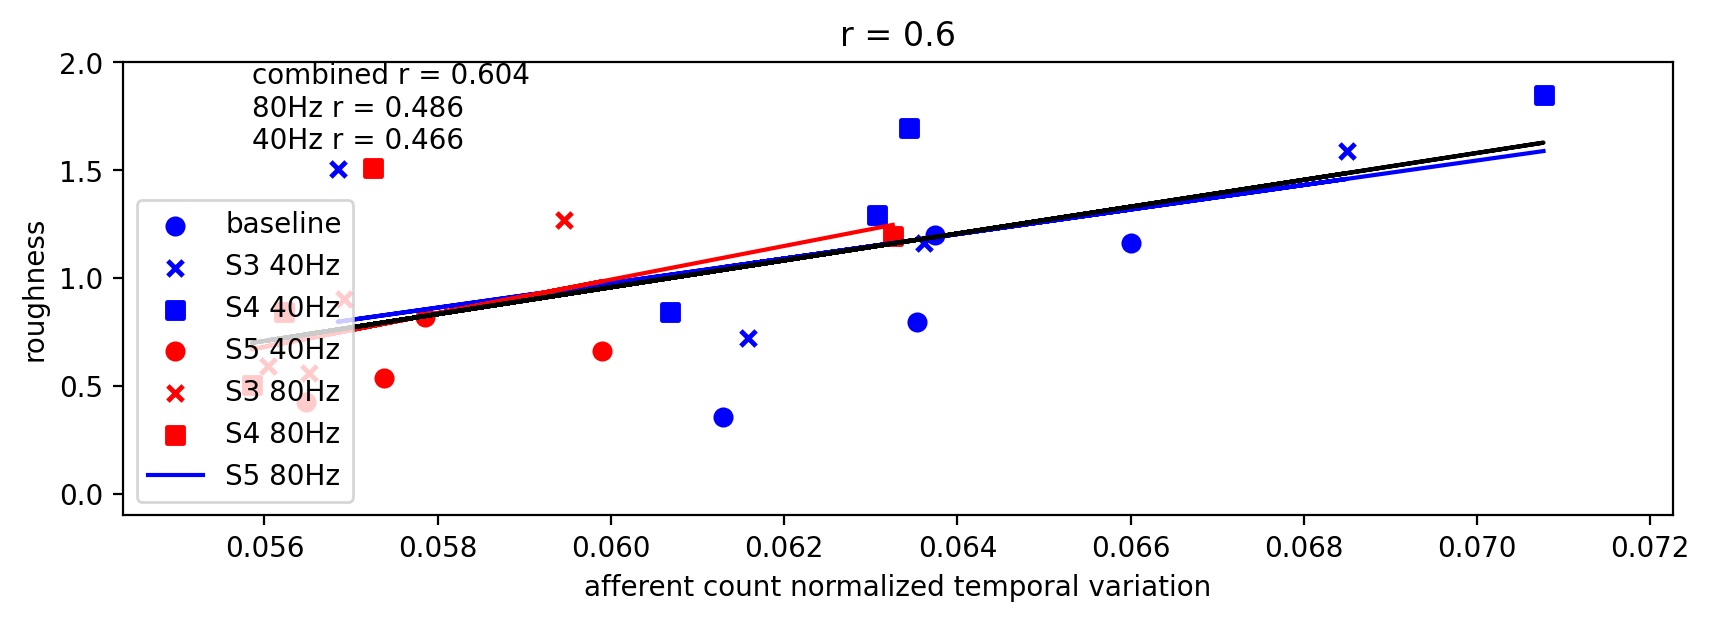 r = 0.6
combined r = 0.604
80Hz r = 0.486
40Hz r = 0.466
2.0
1.5
1.0
0.5
0.0
roughness
baseline
S3 40Hz
S4 40Hz
S5 40Hz
S3 80Hz
S4 80Hz
S5 80Hz
0.056 0.058 0.060 0.062 0.064 0.066 0.068 0.070 0.072
afferent count normalized temporal variation